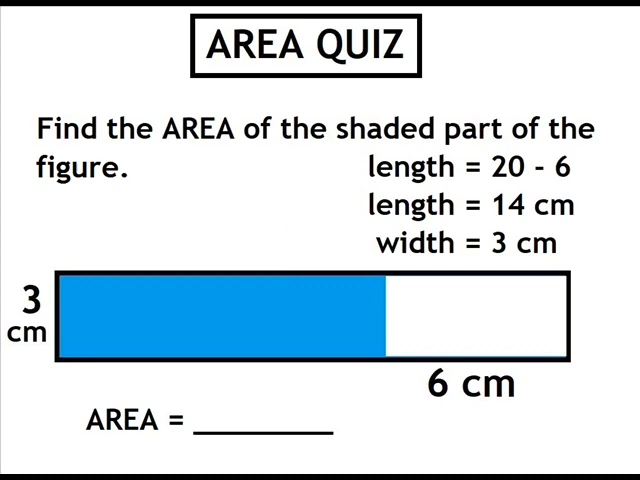 AREA QUIZ
Find the AREA of the shaded part of the
figure.
length = 20 - 6
length = 14 cm
width = 3 cm
3
cm
6 cm
AREA = _________